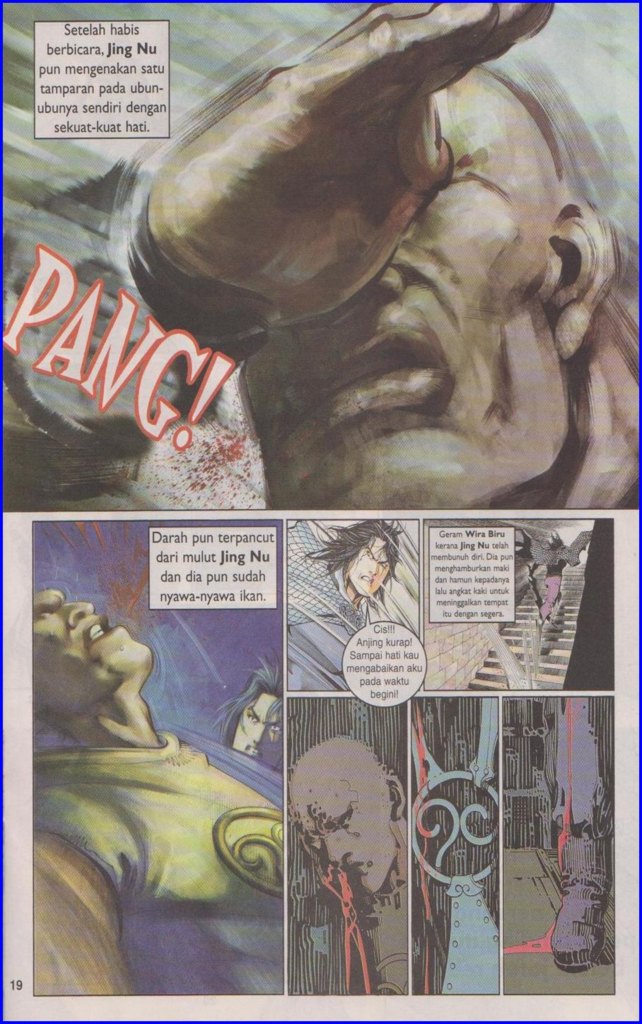 Setelah habis
berbicara, Jing Nu
pun mengenakan satu
tamparan pada ubun-
ubunya sendiri dengan
sekuat-kuat hati.
PANG!
Darah pun terpancut
dari mulut Jing Nu
dan dia pun sudah
nyawa-nyawa ikan.
Cis!!!
Anjing kurap!
Sampai hati kau
mengabaikan aku
pada waktu
begini!
Geram Wira Biru
kerana Jing Nu telah
membunuh diri. Dia pun
menghamburkan maki
dan hamun kepadanya
lalu angkat kaki untuk
meninggalkan tempat
itu dengan segera.
19